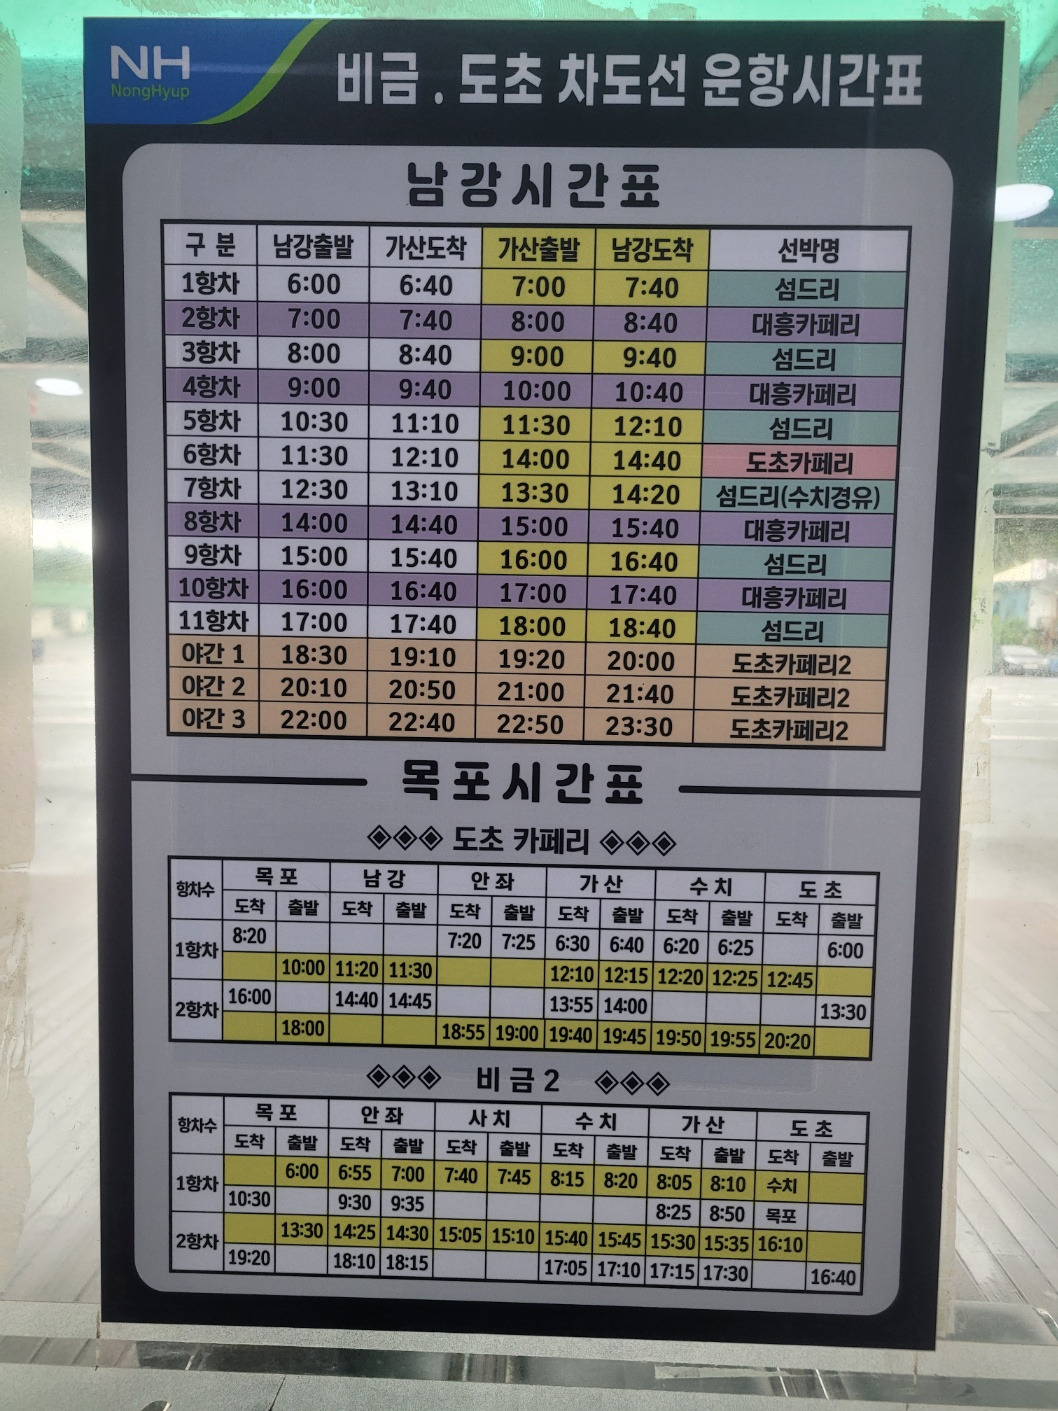 NH
NongHyup
비금 . 도초 차도선 운항시간표
남강시간표
구 분 남강출발 가산도착 가산출발 남강도착 선박명
1항차 6:00 6:40 7:00 7:40 섬드리
2항차 7:00 7:40 8:00 8:40 대흥카페리
3항차 8:00 8:40 9:00 9:40 섬드리
4항차 9:00 9:40 10:00 10:40 대흥카페리
5항차 10:30 11:10 11:30 12:10 섬드리
6항차 11:30 12:10 14:00 14:40 도초카페리
7항차 12:30 13:10 13:30 14:20 섬드리(수치경유)
8항차 14:00 14:40 15:00 15:40 대흥카페리
9항차 15:00 15:40 16:00 16:40 섬드리
10항차 16:00 16:40 17:00 17:40 대흥카페리
11항차 17:00 17:40 18:00 18:40 섬드리
야간 1 18:30 19:10 19:20 20:00 도초카페리2
야간 2 20:10 20:50 21:00 21:40 도초카페리2
야간 3 22:00 22:40 22:50 23:30 도초카페리2
목포시간표
◈◈◈ 도초 카페리 ◈◈◈
항차수 목 포 남 강 안 좌 가 산 수 치 도 초
도착 출발 도착 출발 도착 출발 도착 출발 도착 출발 도착 출발
1항차 8:20 7:20 7:25 6:30 6:40 6:20 6:25 6:00
10:00 11:20 11:30 12:10 12:15 12:20 12:25 12:45
2항차 16:00 14:40 14:45 13:55 14:00 13:30
18:00 18:55 19:00 19:40 19:45 19:50 19:55 20:20
◈◈◈ 비금2 ◈◈◈
항차수 목 포 안 좌 사 치 수 치 가 산 도 초
도착 출발 도착 출발 도착 출발 도착 출발 도착 출발 도착 출발
1항차 6:00 6:55 7:00 7:40 7:45 8:15 8:20 8:05 8:10 수치
10:30 9:30 9:35 8:25 8:50 목포
2항차 13:30 14:25 14:30 15:05 15:10 15:40 15:45 15:30 15:35 16:10
19:20 18:10 18:15 17:05 17:10 17:15 17:30 16:40